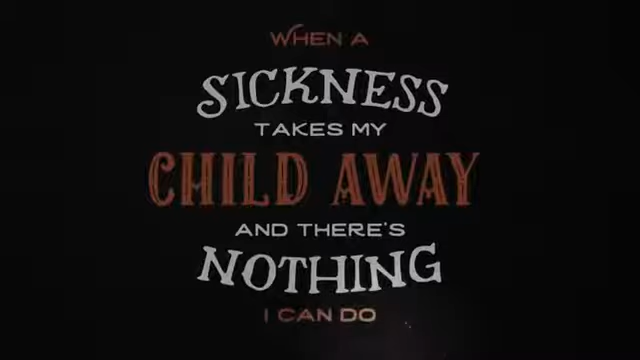 WHEN A
SICKNESS
TAKES MY
CHILD AWAY
AND THERE'S
NOTHING
I CAN DO